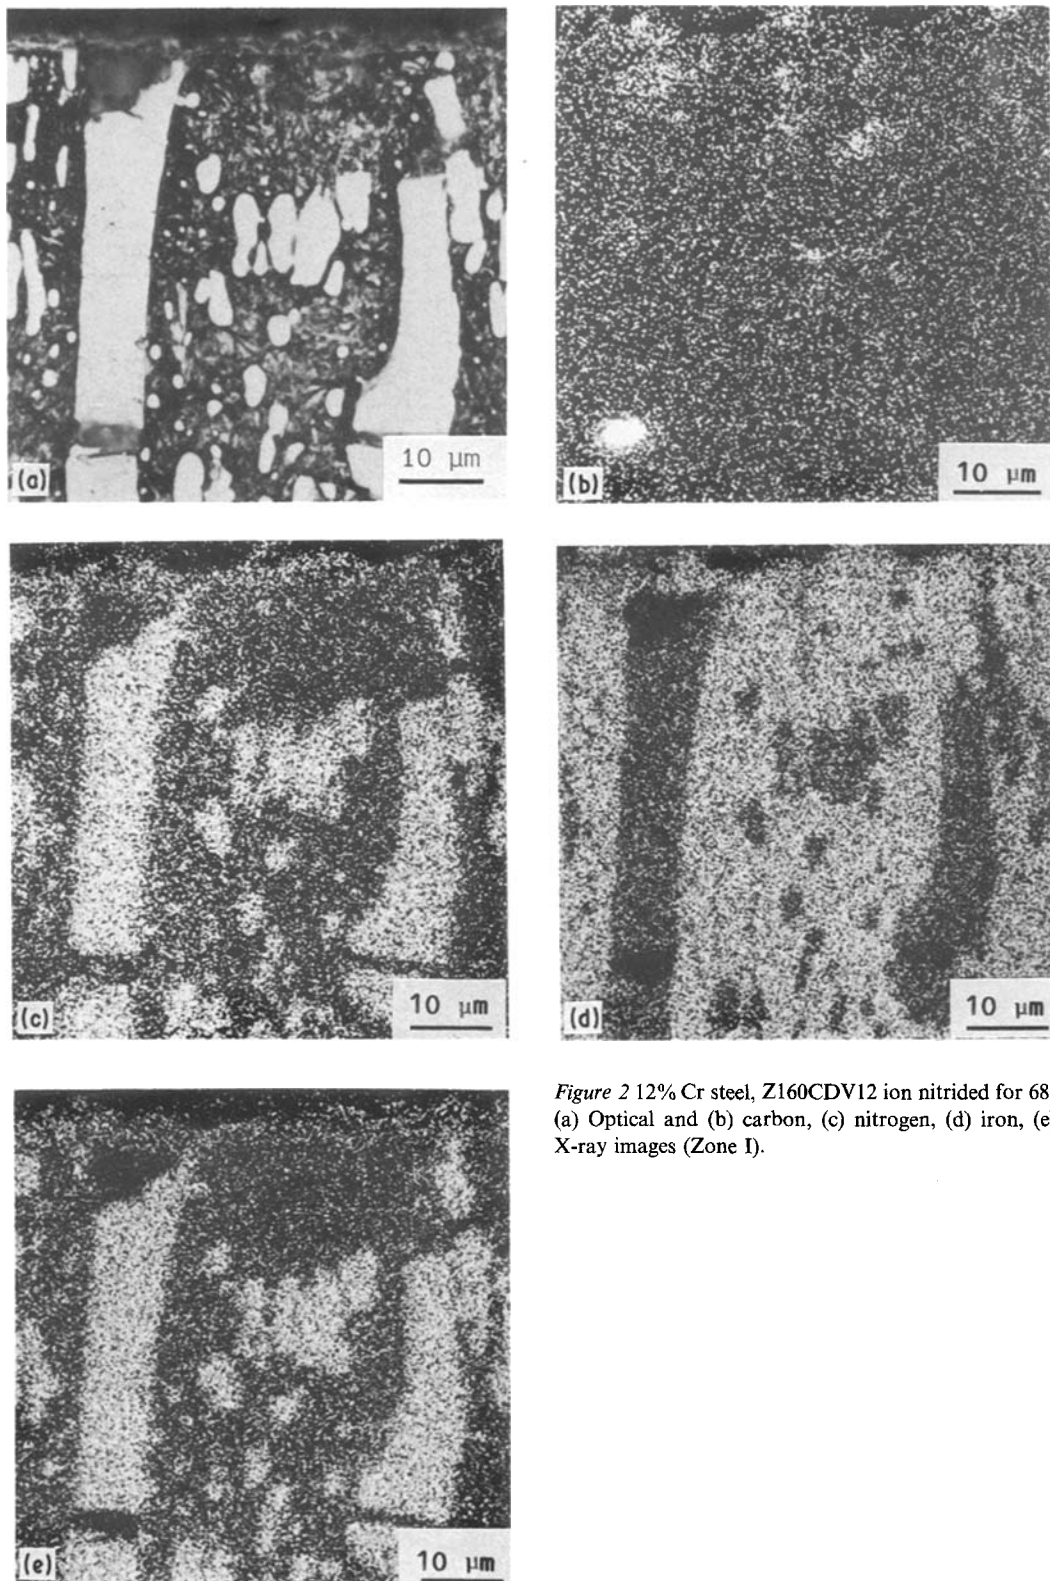 (a)
10 μm
(b)
10 μm
(c)
10 μm
(d)
10 μm
Figure 2 12% Cr steel, Z160CDV12 ion nitrided for 68
(a) Optical and (b) carbon, (c) nitrogen, (d) iron, (e
X-ray images (Zone I).
(e)
10 μm